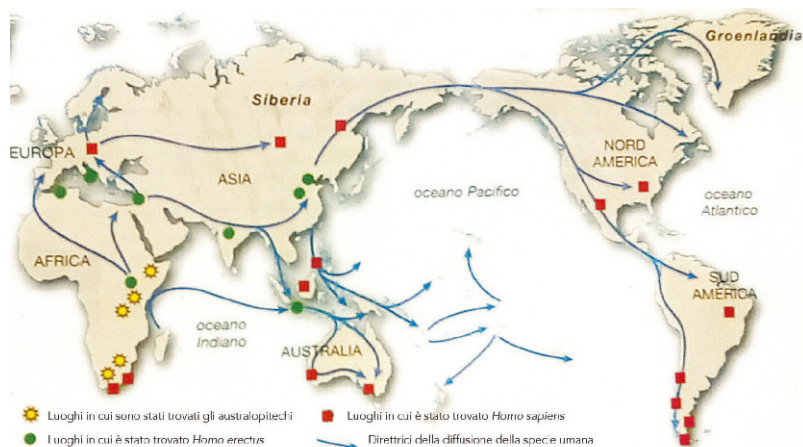 Groenlandia
Siberia
EUROPA
ASIA
NORD
AMERICA
oceano Pacifico
oceano
Atlantico
AFRICA
SUD
AMERICA
oceano
Indiano
AUSTRALIA
Luoghi in cui sono stati trovati gli australopitechi
Luoghi in cui è stato trovato Homo sapiens
Luoghi in cui è stato trovato Homo erectus
Direttrici della diffusione della specie umana